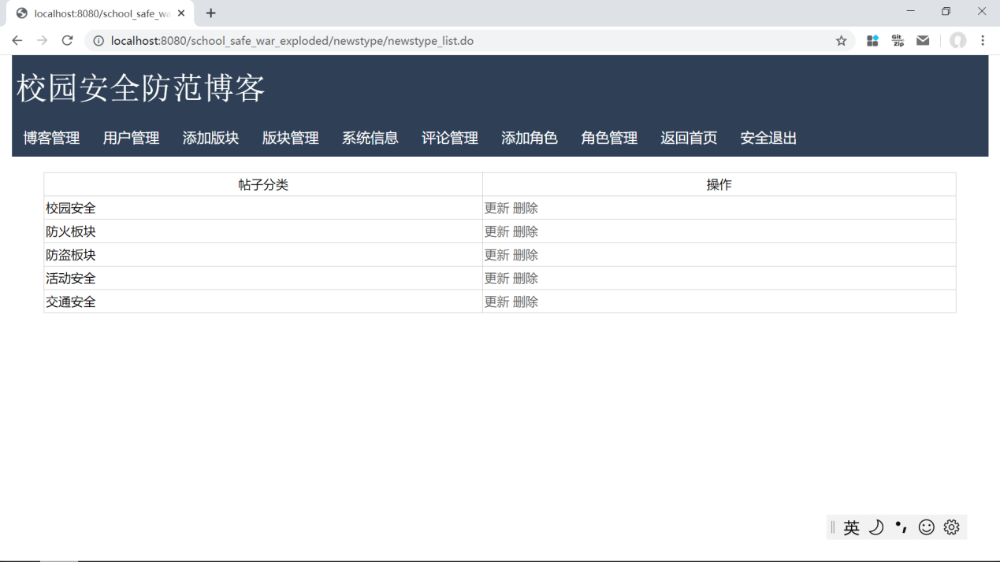 localhost:8080/school_safe_wa
localhost:8080/school_safe_war_exploded/newstype/newstype_list.do
Git Zip
校园安全防范博客
博客管理 用户管理 添加版块 版块管理 系统信息 评论管理 添加角色 角色管理 返回首页 安全退出
帖子分类 操作
校园安全 更新 删除
防火板块 更新 删除
防盗板块 更新 删除
活动安全 更新 删除
交通安全 更新 删除
英